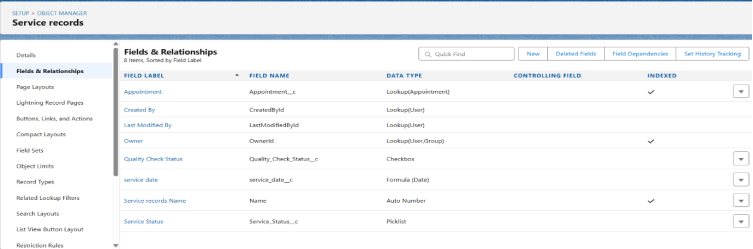 SETUP > OBJECT MANAGER
Service records
Details
Fields & Relationships
Page Layouts
Lightning Record Pages
Buttons, Links, and Actions
Compact Layouts
Field Sets
Object Limits
Record Types
Related Lookup Filters
Search Layouts
List View Button Layout
Restriction Rules
Fields & Relationships
8 Items, Sorted by Field Label
Quick Find
New
Deleted Fields
Field Dependencies
Set History Tracking
FIELD LABEL FIELD NAME DATA TYPE CONTROLLING FIELD INDEXED
Appointment Appointment__c Lookup(Appointment)
Created By CreatedById Lookup(User)
Last Modified By LastModifiedById Lookup(User)
Owner OwnerId Lookup(User,Group)
Quality Check Status Quality_Check_Status__c Checkbox
service date service_date__c Formula (Date)
Service records Name Name Auto Number
Service Status Service_Status__c Picklist